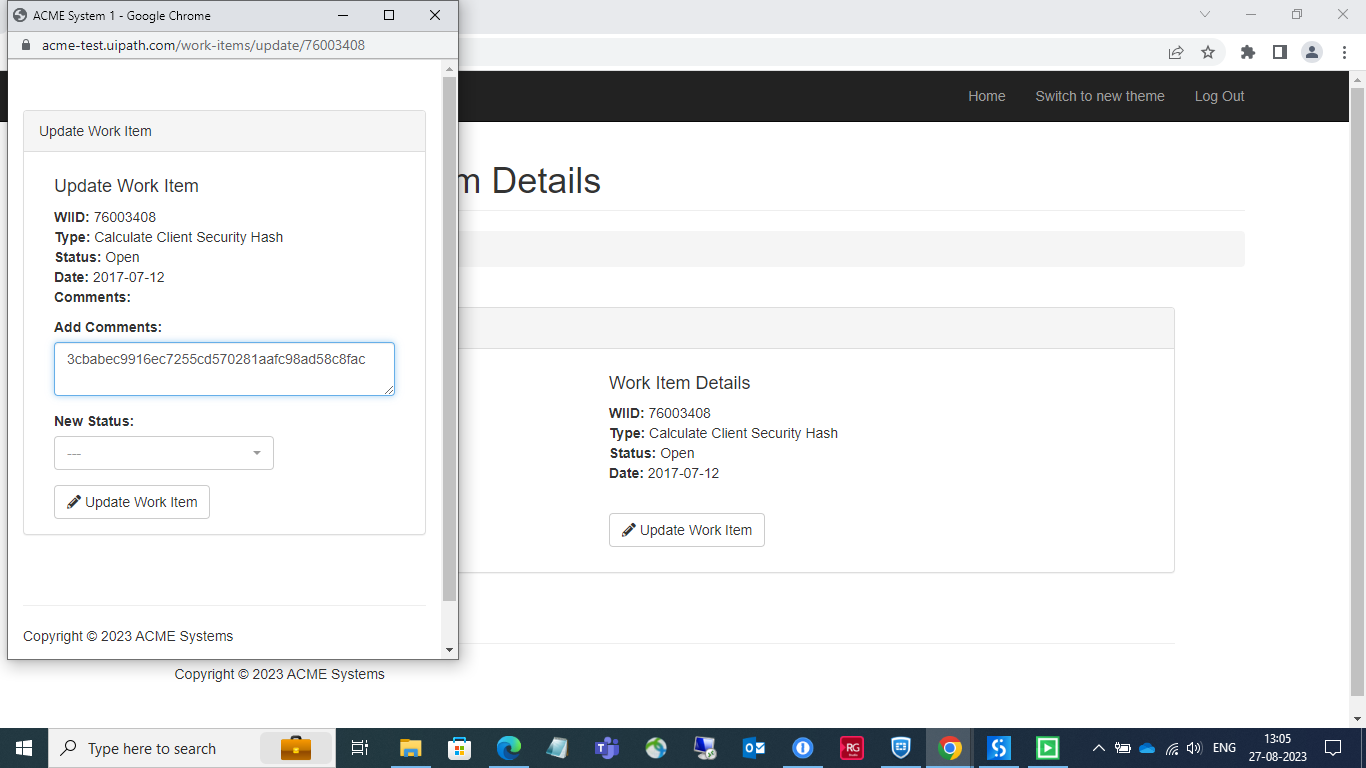 ACME System 1 - Google Chrome
acme-test.uipath.com/work-items/update/76003408
Update Work Item
Update Work Item
WIID: 76003408
Type: Calculate Client Security Hash
Status: Open
Date: 2017-07-12
Comments:
Add Comments:
3cbabec9916ec7255cd570281aafc98ad58c8fac
New Status:
---
Update Work Item
Copyright © 2023 ACME Systems
Home
Switch to new theme
Log Out
m Details
Work Item Details
WIID: 76003408
Type: Calculate Client Security Hash
Status: Open
Date: 2017-07-12
Update Work Item
Copyright © 2023 ACME Systems
Type here to search
RG
ENG
13:05
27-08-2023